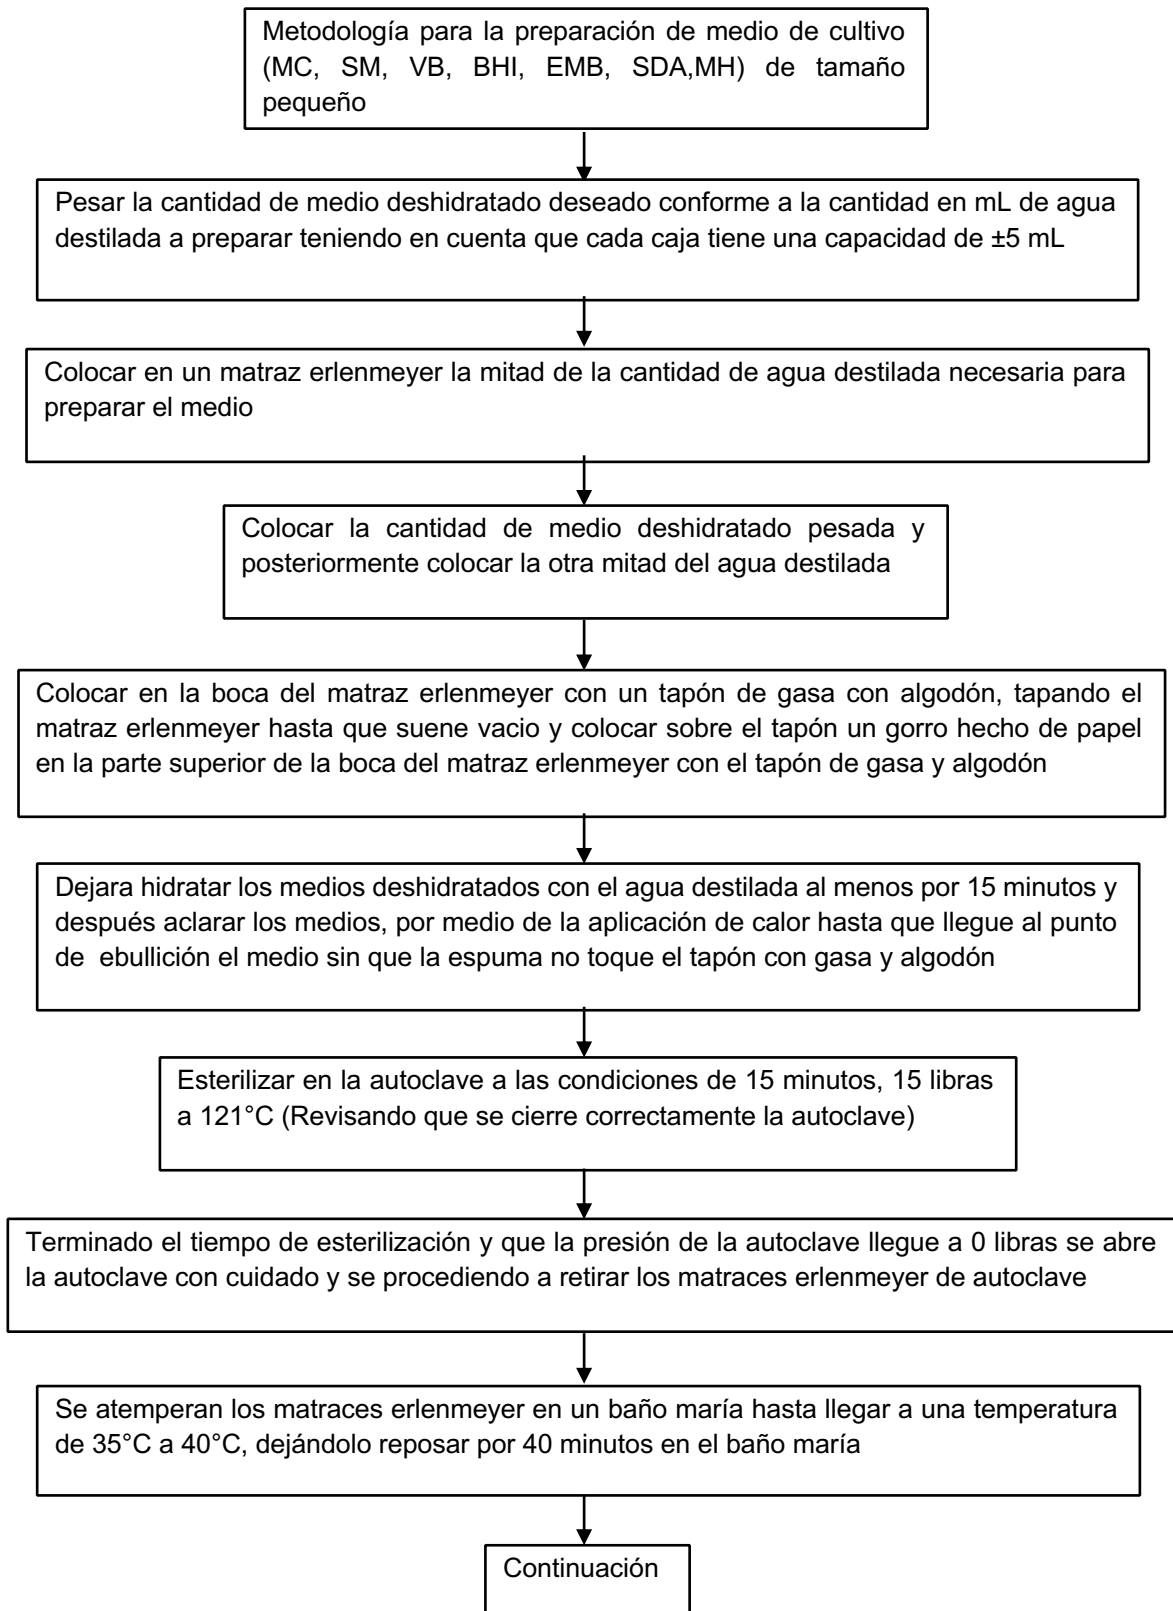 Metodología para la preparación de medio de cultivo
(MC, SM, VB, BHI, EMB, SDA,MH) de tamaño
pequeño
Pesar la cantidad de medio deshidratado deseado conforme a la cantidad en mL de agua
destilada a preparar teniendo en cuenta que cada caja tiene una capacidad de ±5 mL
Colocar en un matraz erlenmeyer la mitad de la cantidad de agua destilada necesaria para
preparar el medio
Colocar la cantidad de medio deshidratado pesada y
posteriormente colocar la otra mitad del agua destilada
Colocar en la boca del matraz erlenmeyer con un tapón de gasa con algodón, tapando el
matraz erlenmeyer hasta que suene vacio y colocar sobre el tapón un gorro hecho de papel
en la parte superior de la boca del matraz erlenmeyer con el tapón de gasa y algodón
Dejara hidratar los medios deshidratados con el agua destilada al menos por 15 minutos y
después aclarar los medios, por medio de la aplicación de calor hasta que llegue al punto
de ebullición el medio sin que la espuma no toque el tapón con gasa y algodón
Esterilizar en la autoclave a las condiciones de 15 minutos, 15 libras
a 121°C (Revisando que se cierre correctamente la autoclave)
Terminado el tiempo de esterilización y que la presión de la autoclave llegue a 0 libras se abre
la autoclave con cuidado y se procediendo a retirar los matraces erlenmeyer de autoclave
Se atemperan los matraces erlenmeyer en un baño maría hasta llegar a una temperatura
de 35°C a 40°C, dejándolo reposar por 40 minutos en el baño maría
Continuación